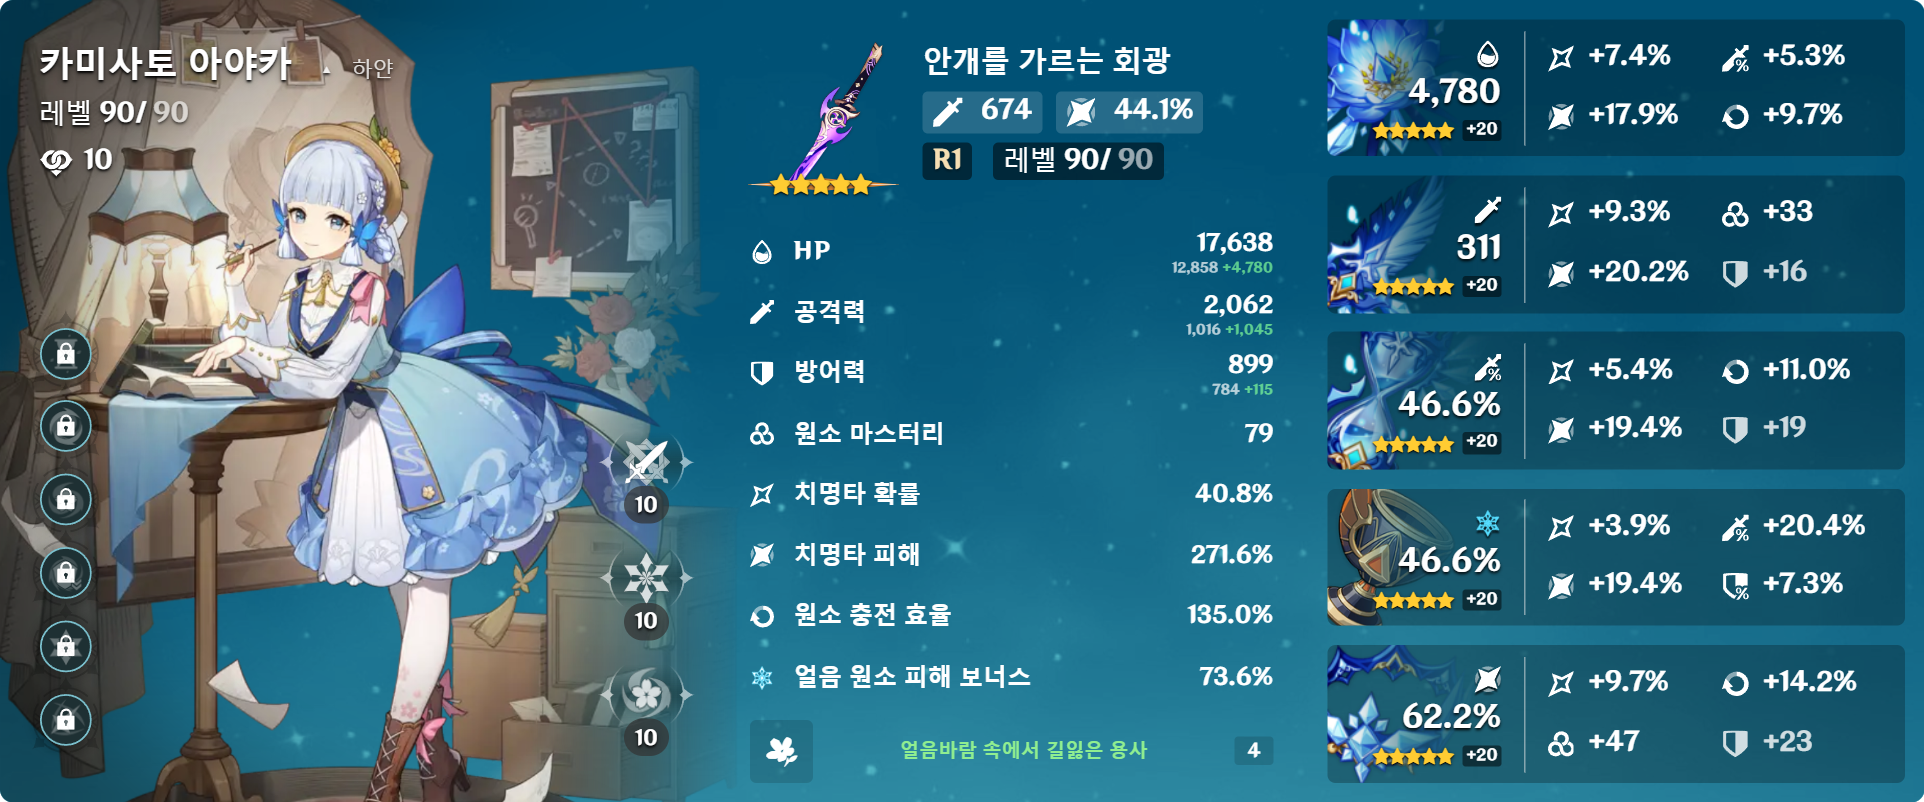 카미사토 아야카
하얀
레벨 90/ 90
10
10
10
10
안개를 가르는 회광
674 44.1%
R1 레벨 90/ 90
HP 17,638
12,858 +4,780
공격력 2,062
1,016 +1,045
방어력 899
784 +115
원소 마스터리 79
치명타 확률 40.8%
치명타 피해 271.6%
원소 충전 효율 135.0%
얼음 원소 피해 보너스 73.6%
얼음바람 속에서 길잃은 용사 4
4,780
+20
+7.4% +5.3%
+17.9% +9.7%
311
+20
+9.3% +33
+20.2% +16
46.6%
+20
+5.4% +11.0%
+19.4% +19
46.6%
+20
+3.9% +20.4%
+19.4% +7.3%
62.2%
+20
+9.7% +14.2%
+47 +23